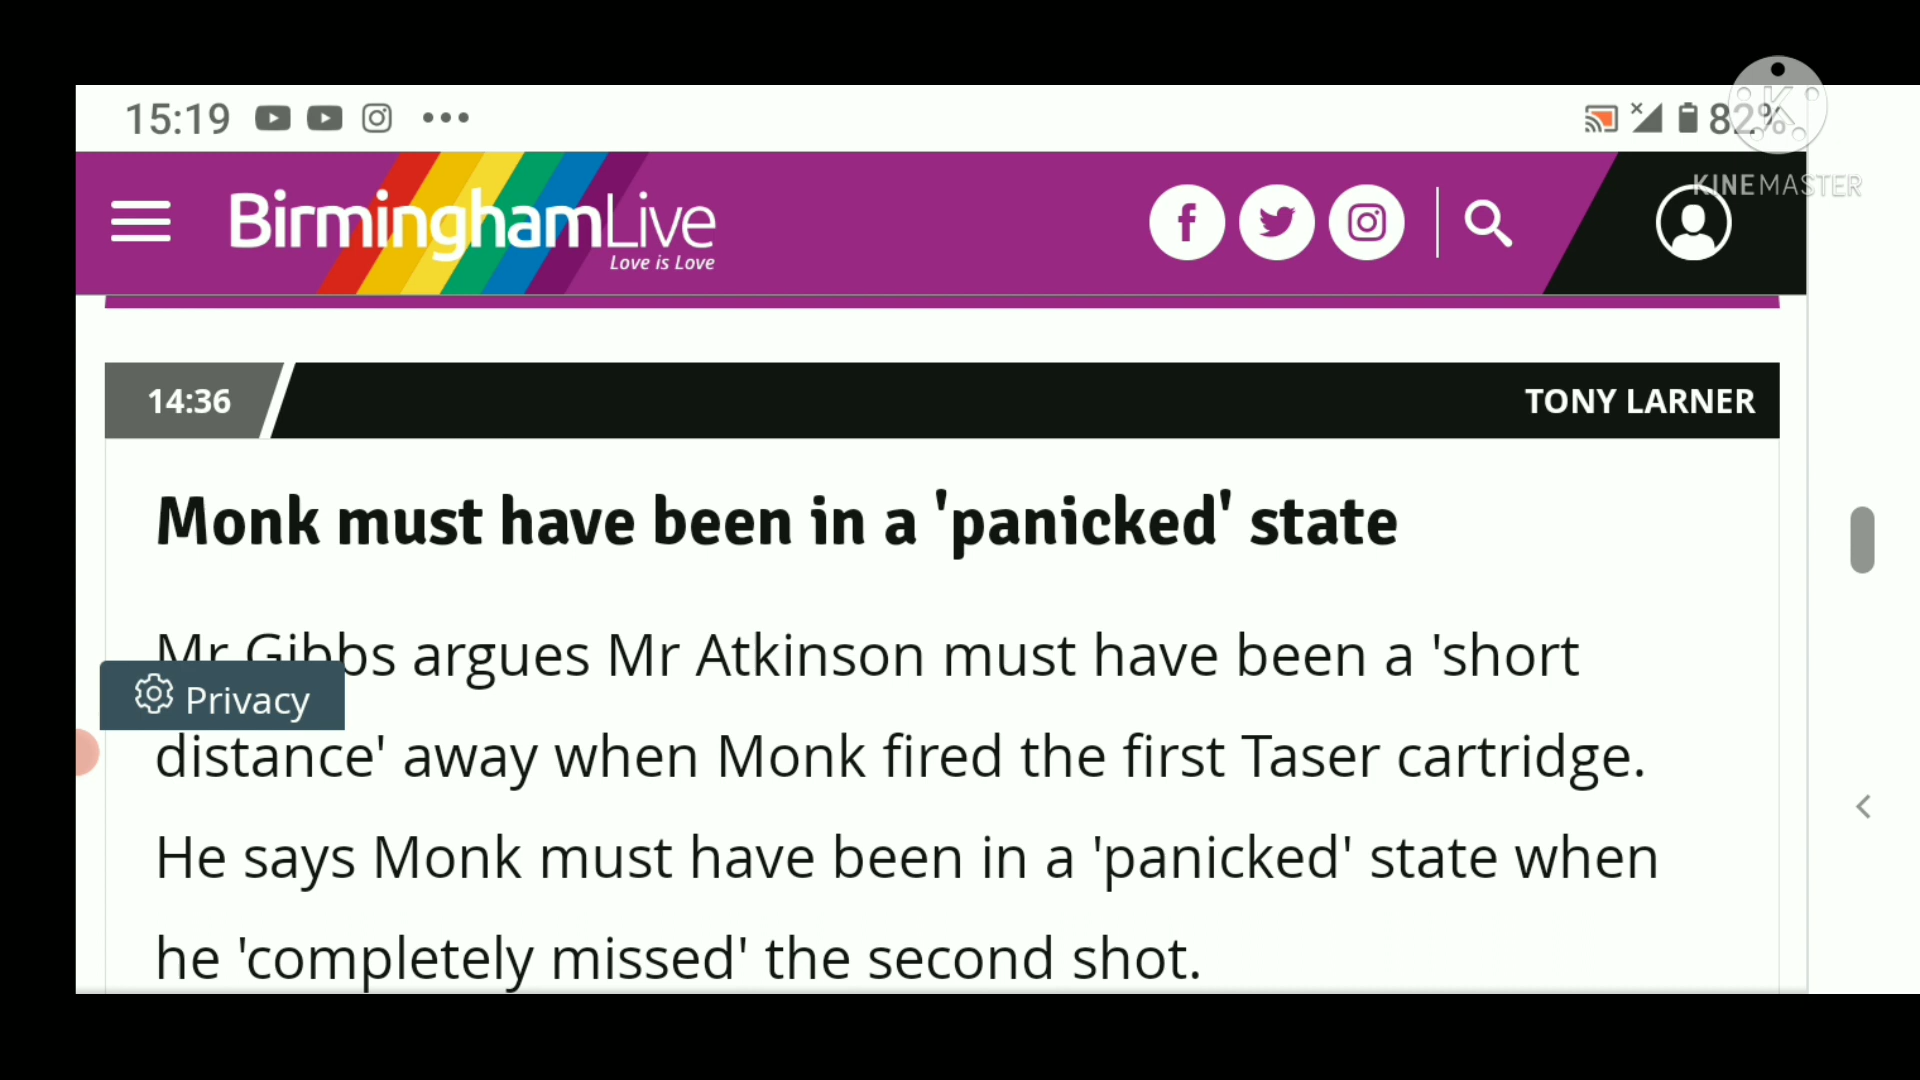 15:19
82%
KINEMASTER
BirminghamLive
Love is Love
14:36
TONY LARNER
Monk must have been in a 'panicked' state
Mr Gibbs argues Mr Atkinson must have been a 'short
Privacy
distance' away when Monk fired the first Taser cartridge.
He says Monk must have been in a 'panicked' state when
he 'completely missed' the second shot.